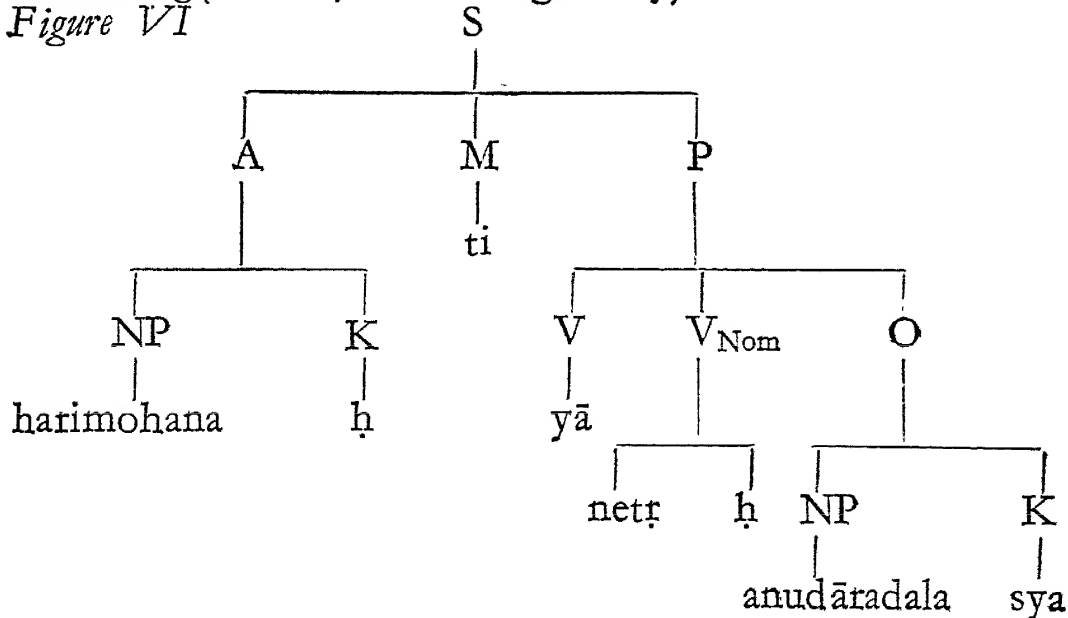 Figure VI
S
A M P
ti
NP K V V_Nom O
harimohana ḥ yā
netṛ ḥ NP K
anudāradala sya